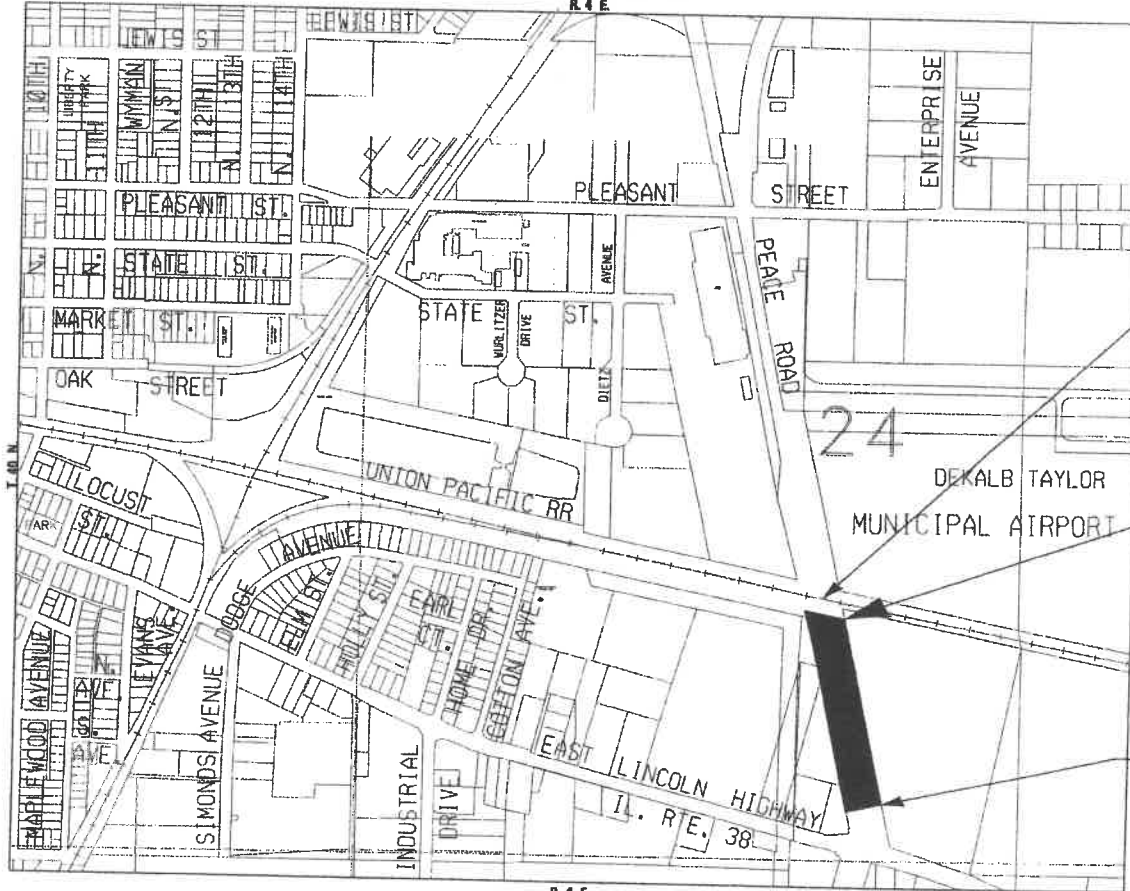 R. 4 E.
LEWIS ST
LEWIS ST
10TH
LIBERTY
PARK
11TH
WYMAN
N. ST
12TH
N. 13TH
N. 14TH
ENTERPRISE
AVENUE
PLEASANT STREET
PLEASANT ST.
N.
N.
STATE ST.
AVENUE
PEACE
ROAD
MARKET ST.
STATE ST.
WURLITZER
DRIVE
DIETZ
OAK STREET
24
T. 40 N.
UNION PACIFIC RR
DEKALB TAYLOR
MUNICIPAL AIRPORT
LOCUST
ST.
PARK
DODGE
AVENUE
ELM ST.
HOLLY ST.
EARL
CT.
HOME DR.
COTTON AVE.
EVANS
AVE.
MAPLEWOOD AVENUE
N.
AVE.
AVE.
SIMONDS AVENUE
INDUSTRIAL
DRIVE
EAST LINCOLN HIGHWAY
IL. RTE. 38
R. 4 E.